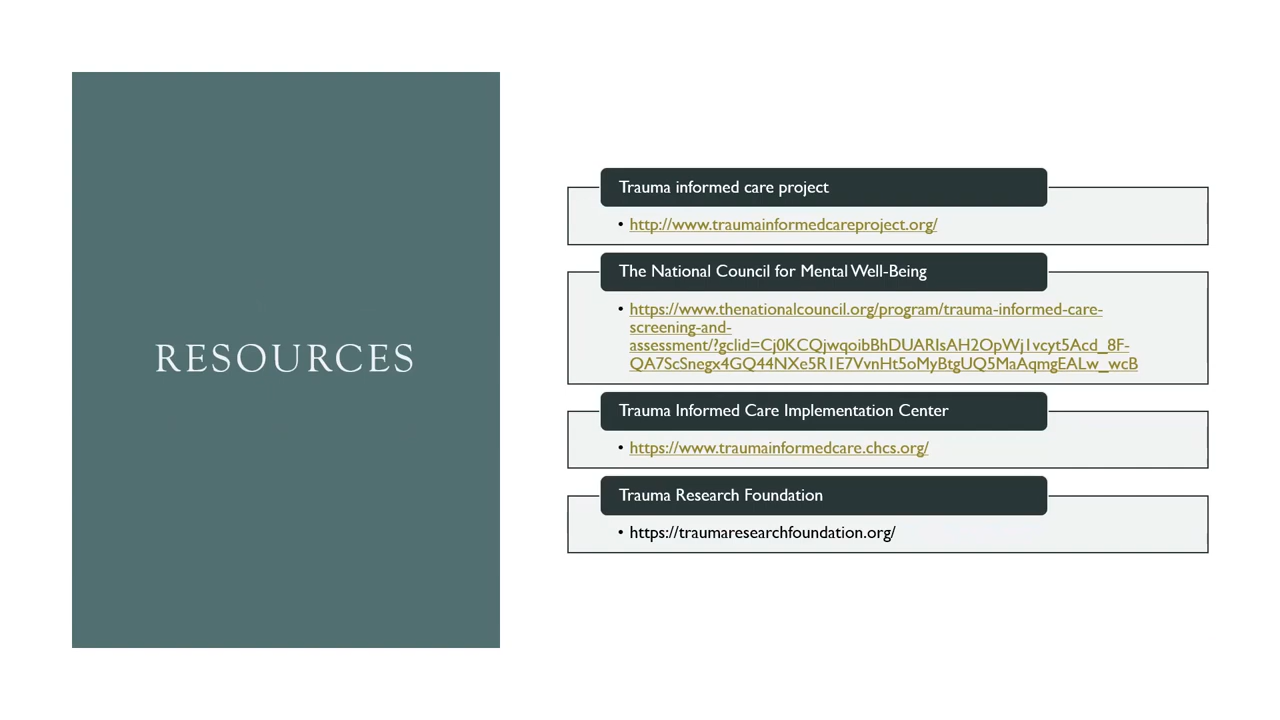 RESOURCES
Trauma informed care project
• http://www.traumainformedcareproject.org/
The National Council for Mental Well-Being
• https://www.thenationalcouncil.org/program/trauma-informed-care-
screening-and-
assessment/?gclid=Cj0KCQjwqoibBhDUARIsAH2OpWj1vcyt5Acd_8F-
QA7ScSnegx4GQ44NXe5R1E7VvnHt5oMyBtgUQ5MaAqmgEALw_wcB
Trauma Informed Care Implementation Center
• https://www.traumainformedcare.chcs.org/
Trauma Research Foundation
• https://traumaresearchfoundation.org/